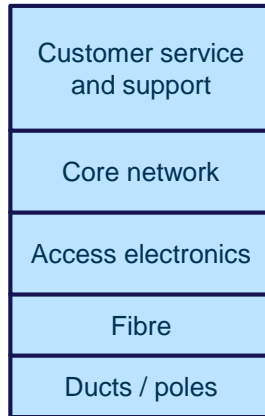 Customer service
and support
Core network
Access electronics
Fibre
Ducts / poles